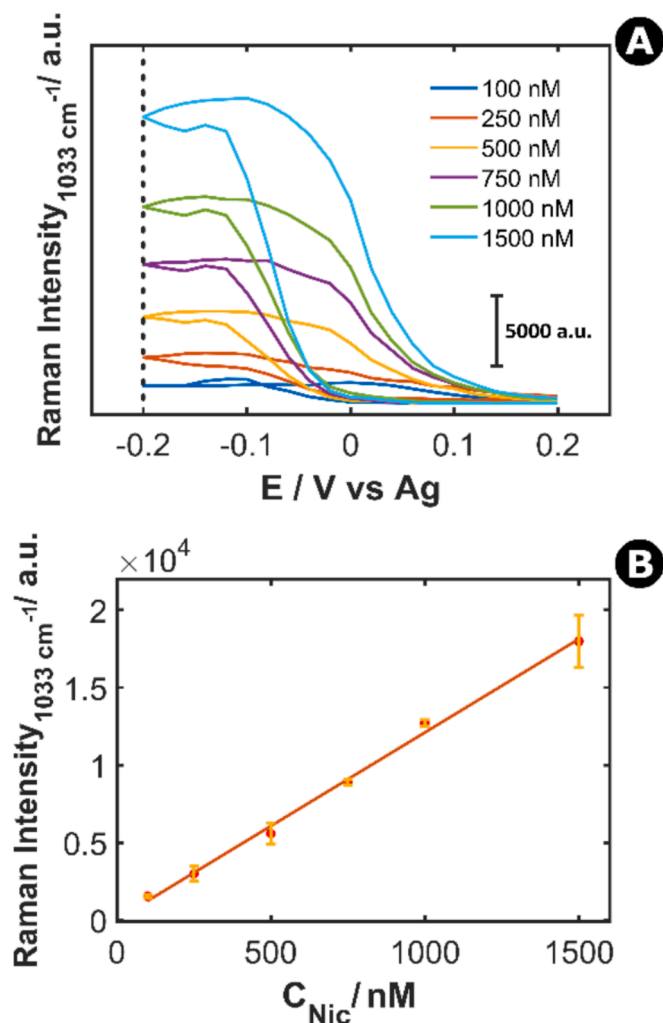 A
Raman Intensity1033 cm-1/ a.u.
100 nM
250 nM
500 nM
750 nM
1000 nM
1500 nM
5000 a.u.
-0.2 -0.1 0 0.1 0.2
E / V vs Ag
B
×10⁴
Raman Intensity1033 cm-1/ a.u.
2
1.5
1
0.5
0
0 500 1000 1500
CNic/ nM